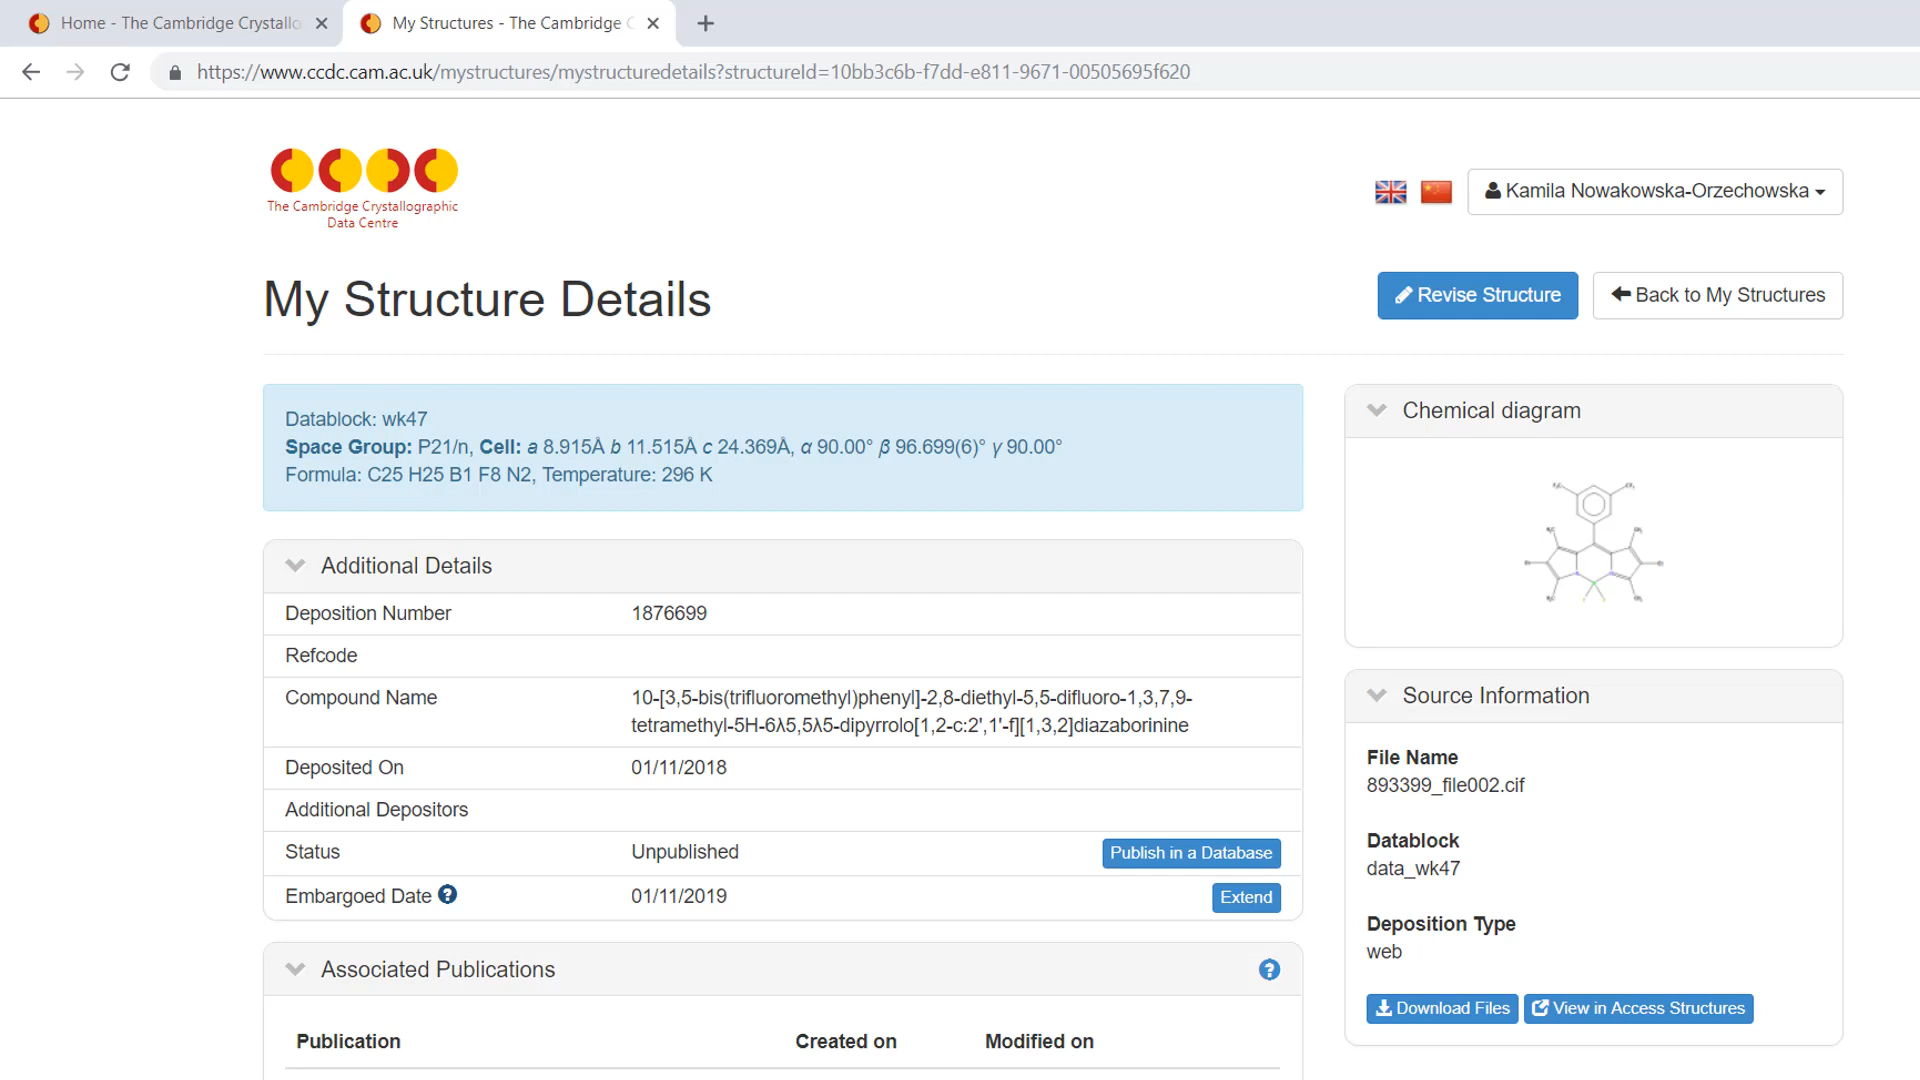 Home - The Cambridge Crystallo
My Structures - The Cambridge C
https://www.ccdc.cam.ac.uk/mystructures/mystructuredetails?structureId=10bb3c6b-f7dd-e811-9671-00505695f620
The Cambridge Crystallographic
Data Centre
Kamila Nowakowska-Orzechowska
My Structure Details
Revise Structure
Back to My Structures
Datablock: wk47
Space Group: P21/n, Cell: a 8.915Å b 11.515Å c 24.369Å, α 90.00° β 96.699(6)° γ 90.00°
Formula: C25 H25 B1 F8 N2, Temperature: 296 K
Additional Details
Deposition Number 1876699
Refcode
Compound Name 10-[3,5-bis(trifluoromethyl)phenyl]-2,8-diethyl-5,5-difluoro-1,3,7,9-
tetramethyl-5H-6λ5,5λ5-dipyrrolo[1,2-c:2',1'-f][1,3,2]diazaborinine
Deposited On 01/11/2018
Additional Depositors
Status Unpublished Publish in a Database
Embargoed Date ? 01/11/2019 Extend
Associated Publications ?
Publication Created on Modified on
Chemical diagram
Source Information
File Name
893399_file002.cif
Datablock
data_wk47
Deposition Type
web
Download Files View in Access Structures